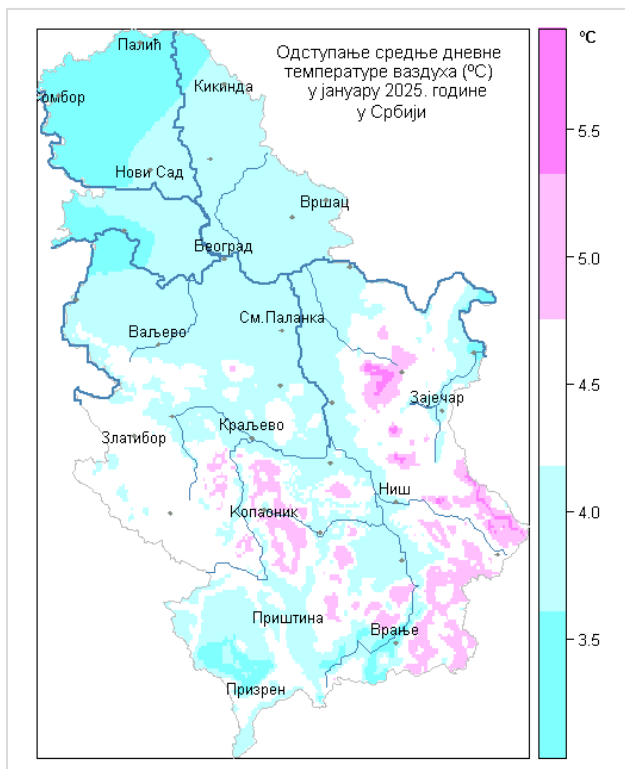 Одступање средње дневне
температуре ваздуха (ºC)
у јануару 2025. године
у Србији
ºC
5.5
5.0
4.5
4.0
3.5
Палић
Сомбор
Кикинда
Нови Сад
Вршац
Београд
Ваљево
См.Паланка
Зајечар
Златибор
Краљево
Ниш
Копаоник
Приштина
Врање
Призрен